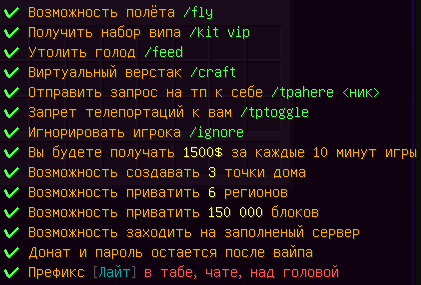 ✔ Возможность полёта /fly
✔ Получить набор випа /kit vip
✔ Утолить голод /feed
✔ Виртуальный верстак /craft
✔ Отправить запрос на тп к себе /tpahere <ник>
✔ Запрет телепортаций к вам /tptoggle
✔ Игнорировать игрока /ignore
✔ Вы будете получать 1500$ за каждые 10 минут игры
✔ Возможность создавать 3 точки дома
✔ Возможность приватить 6 регионов
✔ Возможность приватить 150 000 блоков
✔ Возможность заходить на заполненый сервер
✔ Донат и пароль остается после вайпа
✔ Префикс [Лайт] в табе, чате, над головой